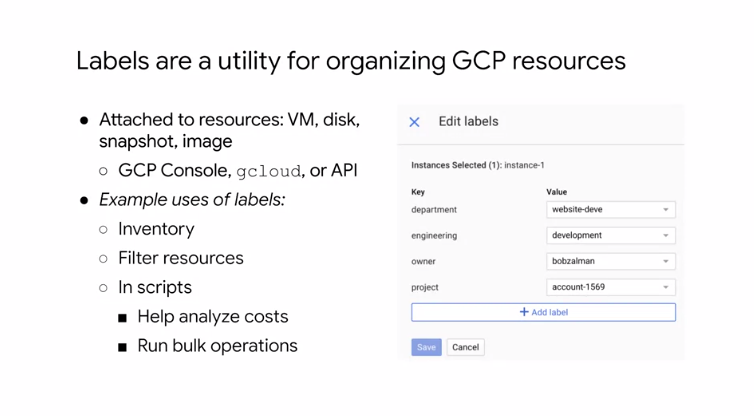 Labels are a utility for organizing GCP resources
● Attached to resources: VM, disk,
snapshot, image
○ GCP Console, gcloud, or API
● Example uses of labels:
○ Inventory
○ Filter resources
○ In scripts
■ Help analyze costs
■ Run bulk operations
✕ Edit labels
Instances Selected (1): instance-1
Key Value
department website-deve
engineering development
owner bobzalman
project account-1569
+ Add label
Save Cancel